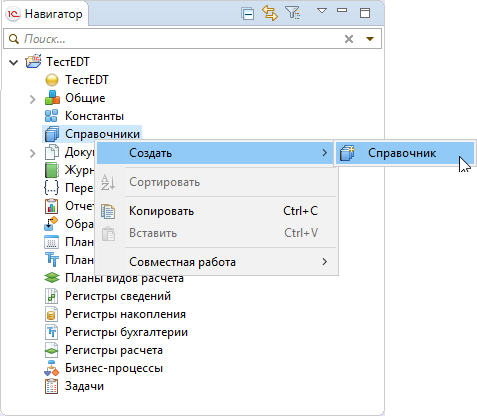 Навигатор
Поиск...
ТестEDT
ТестEDT
Общие
Константы
Справочники
Доку
Создать
Справочник
Журн
Сортировать
Пере
Отчет
Копировать Ctrl+C
Обра
Вставить Ctrl+V
План
План
Совместная работа
Планы видов расчета
Регистры сведений
Регистры накопления
Регистры бухгалтерии
Регистры расчета
Бизнес-процессы
Задачи